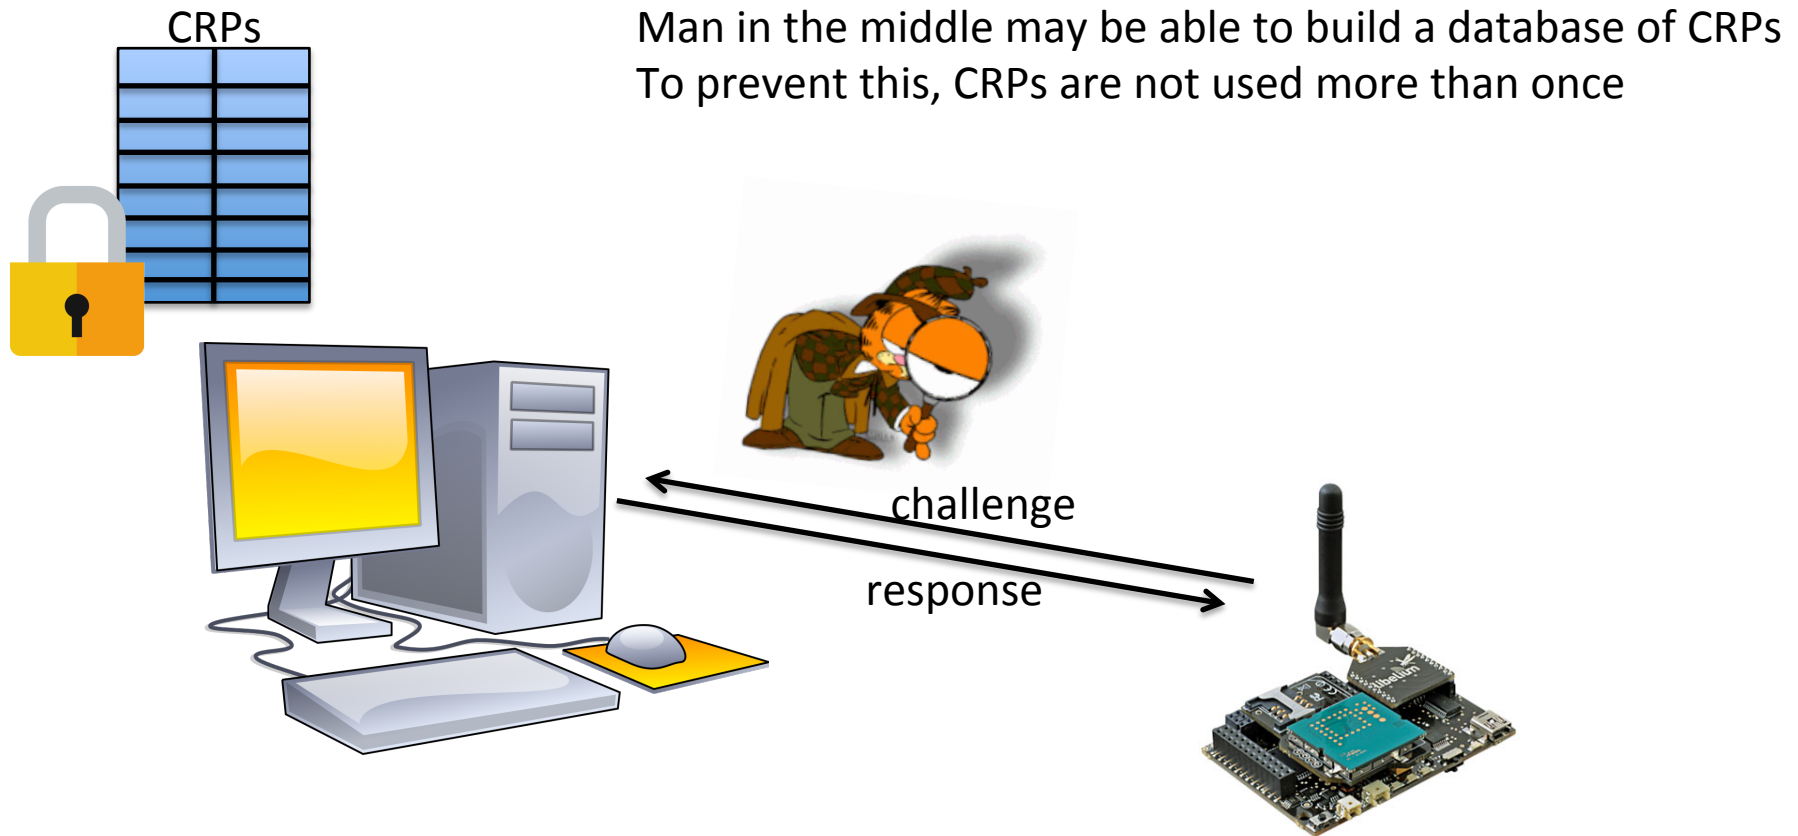 CRPs
Man in the middle may be able to build a database of CRPs
To prevent this, CRPs are not used more than once
challenge
response
libelium